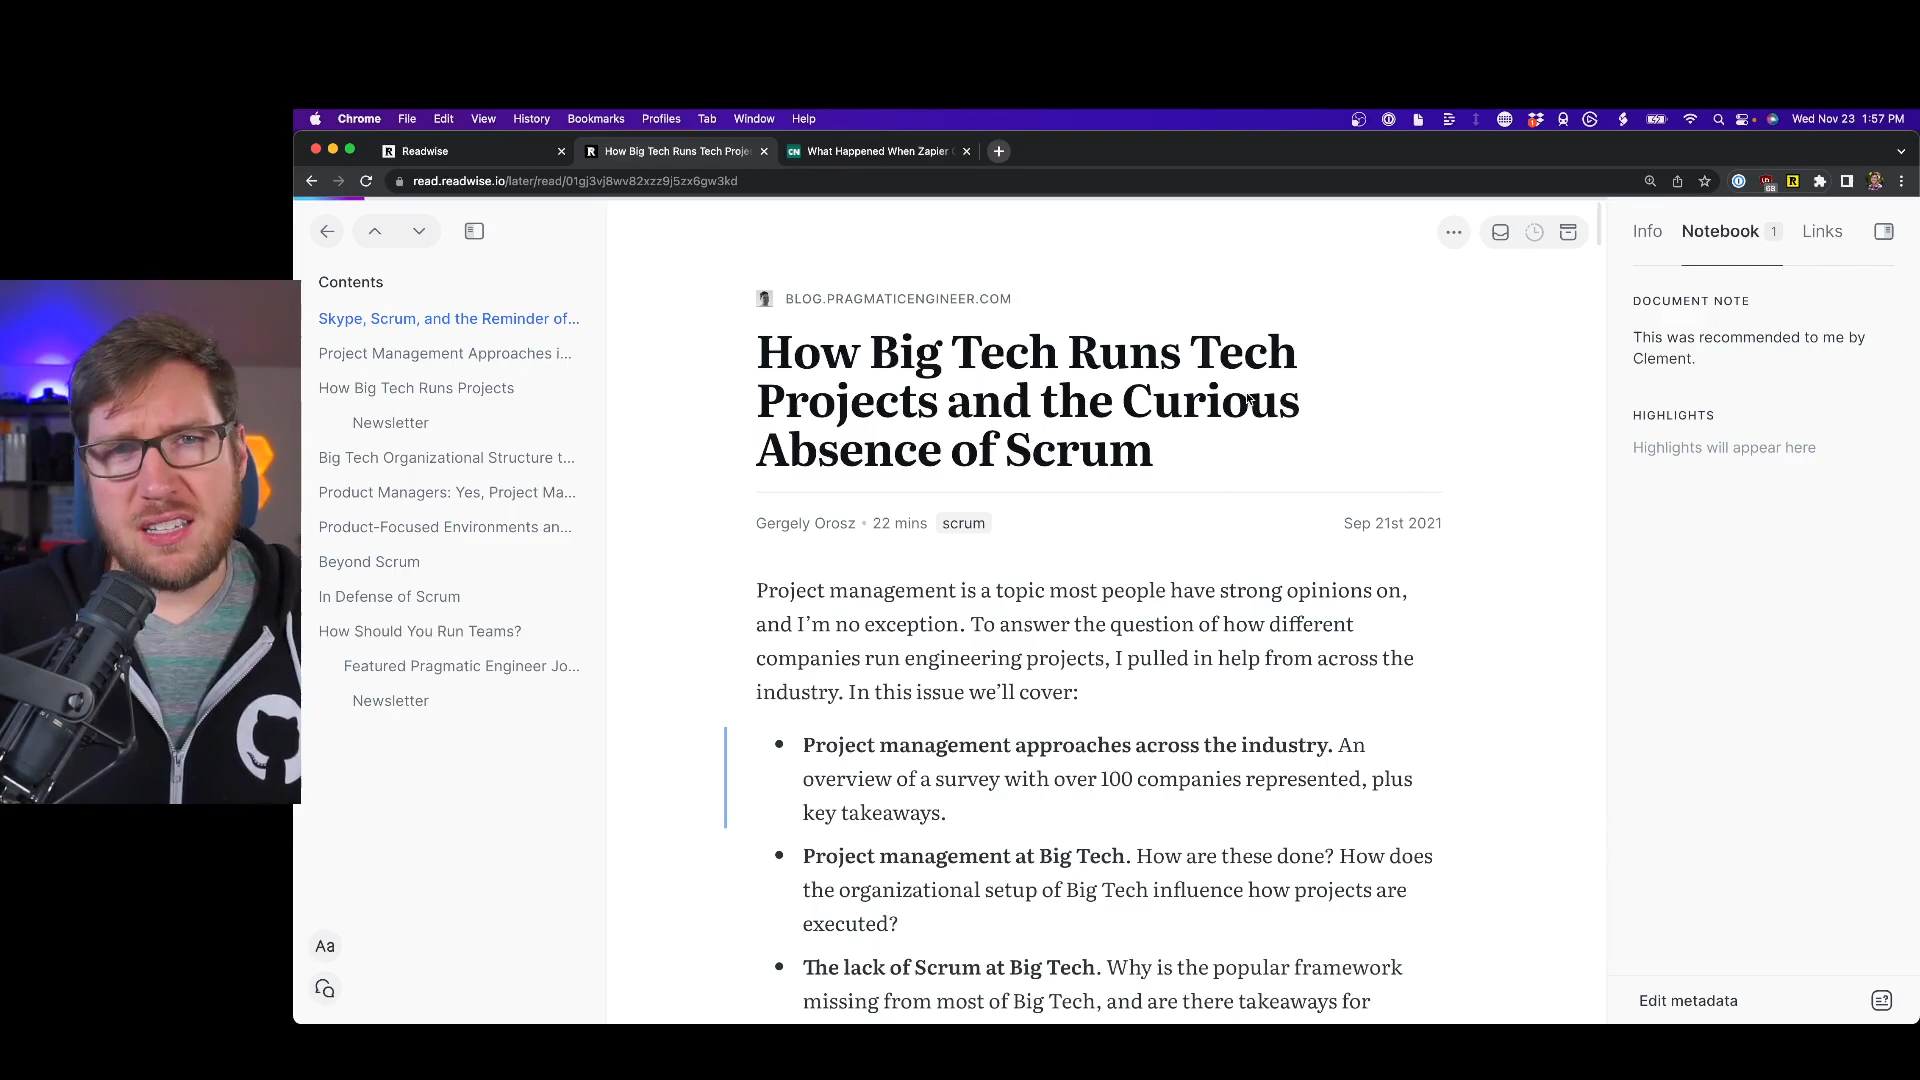 Chrome File Edit View History Bookmarks Profiles Tab Window Help
Wed Nov 23 1:57 PM
Readwise
How Big Tech Runs Tech Proje
What Happened When Zapier
read.readwise.io/later/read/01gj3vj8wv82xzz9j5zx6gw3kd
68
Contents
Skype, Scrum, and the Reminder of...
Project Management Approaches i...
How Big Tech Runs Projects
Newsletter
Big Tech Organizational Structure t...
Product Managers: Yes, Project Ma...
Product-Focused Environments an...
Beyond Scrum
In Defense of Scrum
How Should You Run Teams?
Featured Pragmatic Engineer Jo...
Newsletter
Aa
BLOG.PRAGMATICENGINEER.COM
How Big Tech Runs Tech
Projects and the Curious
Absence of Scrum
Gergely Orosz • 22 mins scrum
Sep 21st 2021
Project management is a topic most people have strong opinions on,
and I’m no exception. To answer the question of how different
companies run engineering projects, I pulled in help from across the
industry. In this issue we’ll cover:
• Project management approaches across the industry. An
overview of a survey with over 100 companies represented, plus
key takeaways.
• Project management at Big Tech. How are these done? How does
the organizational setup of Big Tech influence how projects are
executed?
• The lack of Scrum at Big Tech. Why is the popular framework
missing from most of Big Tech, and are there takeaways for
Info Notebook 1 Links
DOCUMENT NOTE
This was recommended to me by
Clement.
HIGHLIGHTS
Highlights will appear here
Edit metadata